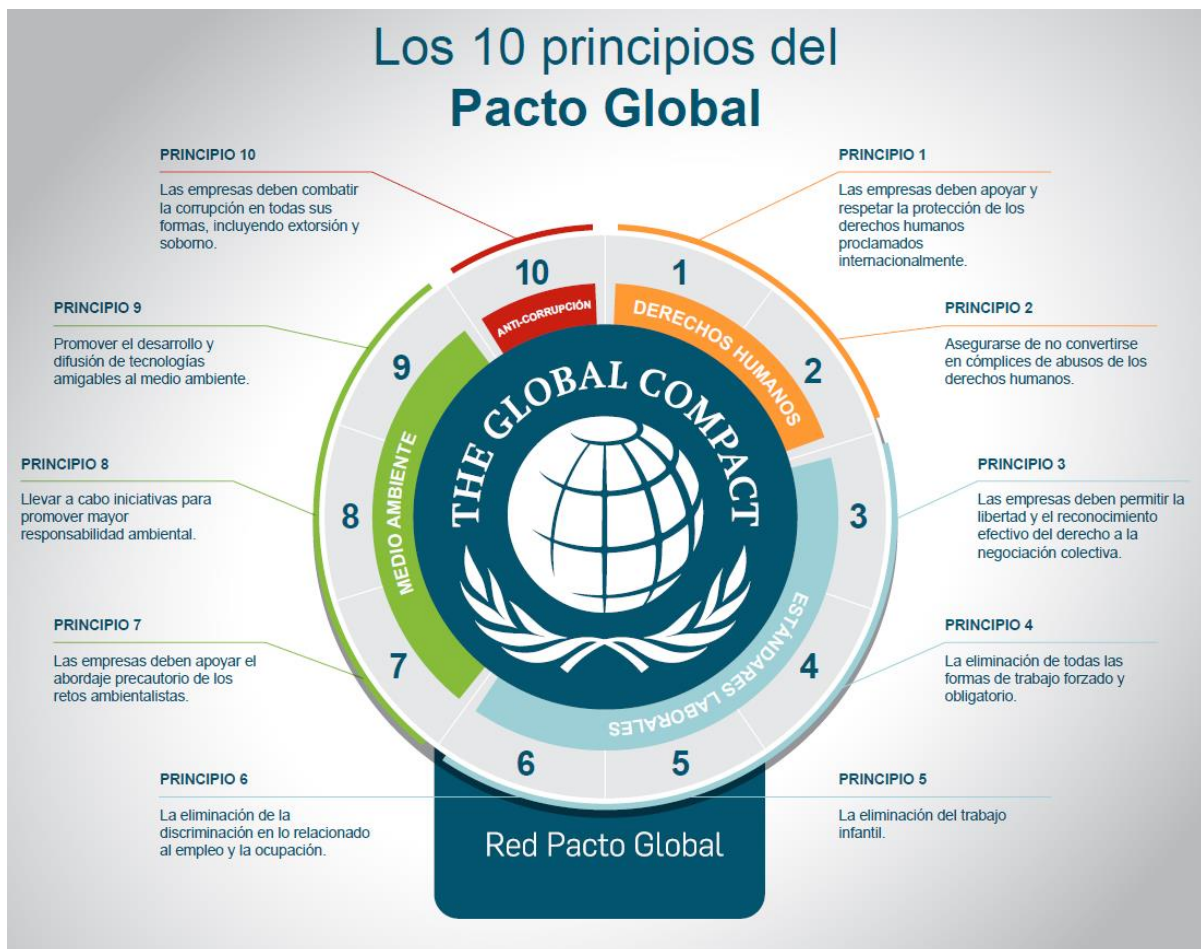 Los 10 principios del
Pacto Global
PRINCIPIO 1
Las empresas deben apoyar y
respetar la protección de los
derechos humanos
proclamados
internacionalmente.
PRINCIPIO 2
Asegurarse de no convertirse
en cómplices de abusos de los
derechos humanos.
PRINCIPIO 3
Las empresas deben permitir la
libertad y el reconocimiento
efectivo del derecho a la
negociación colectiva.
PRINCIPIO 4
La eliminación de todas las
formas de trabajo forzado y
obligatorio.
PRINCIPIO 5
La eliminación del trabajo
infantil.
PRINCIPIO 6
La eliminación de la
discriminación en lo relacionado
al empleo y la ocupación.
PRINCIPIO 7
Las empresas deben apoyar el
abordaje precautorio de los
retos ambientalistas.
PRINCIPIO 8
Llevar a cabo iniciativas para
promover mayor
responsabilidad ambiental.
PRINCIPIO 9
Promover el desarrollo y
difusión de tecnologías
amigables al medio ambiente.
PRINCIPIO 10
Las empresas deben combatir
la corrupción en todas sus
formas, incluyendo extorsión y
soborno.
1
2
3
4
5
6
7
8
9
10
DERECHOS HUMANOS
ESTÁNDARES LABORALES
MEDIO AMBIENTE
ANTI-CORRUPCIÓN
THE GLOBAL COMPACT
Red Pacto Global